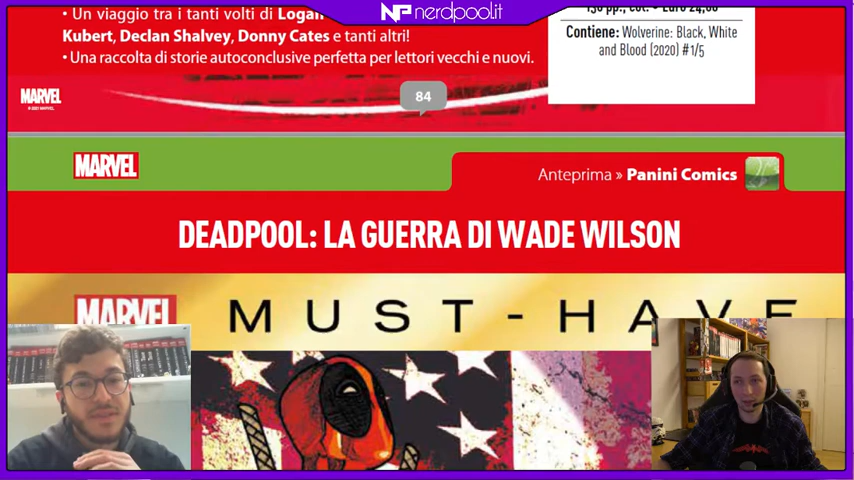 NP nerdpool.it
• Un viaggio tra i tanti volti di Logan
Kubert, Declan Shalvey, Donny Cates e tanti altri!
• Una raccolta di storie autoconclusive perfetta per lettori vecchi e nuovi.
Contiene: Wolverine: Black, White
and Blood (2020) #1/5
MARVEL
84
MARVEL
Anteprima » Panini Comics
DEADPOOL: LA GUERRA DI WADE WILSON
MARVEL
MUST-HAVE